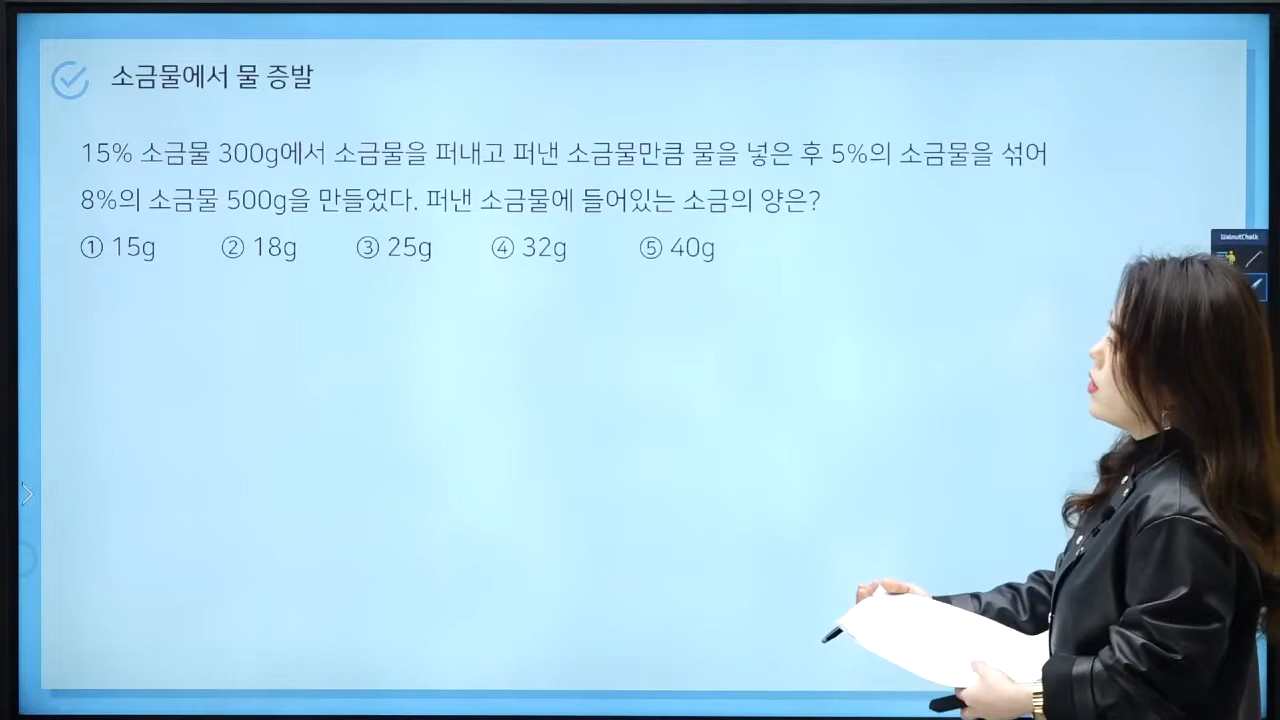 소금물에서 물 증발
15% 소금물 300g에서 소금물을 퍼내고 퍼낸 소금물만큼 물을 넣은 후 5%의 소금물을 섞어
8%의 소금물 500g을 만들었다. 퍼낸 소금물에 들어있는 소금의 양은?
① 15g ② 18g ③ 25g ④ 32g ⑤ 40g
WalnutChalk